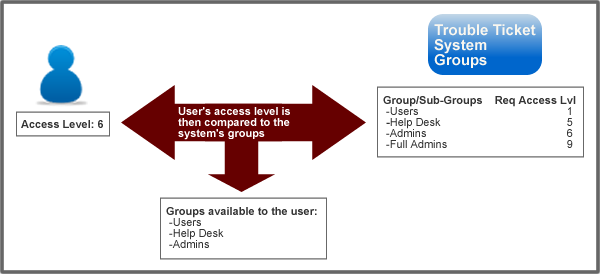 Trouble Ticket
System
Groups
Access Level: 6
User's access level is
then compared to the
system's groups
Group/Sub-Groups Req Access Lvl
-Users 1
-Help Desk 5
-Admins 6
-Full Admins 9
Groups available to the user:
-Users
-Help Desk
-Admins